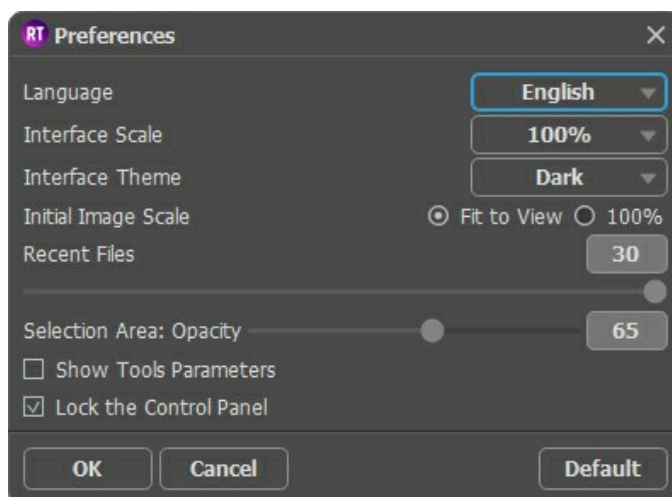 RT Preferences
Language English
Interface Scale 100%
Interface Theme Dark
Initial Image Scale Fit to View 100%
Recent Files 30
Selection Area: Opacity 65
Show Tools Parameters
Lock the Control Panel
OK Cancel Default